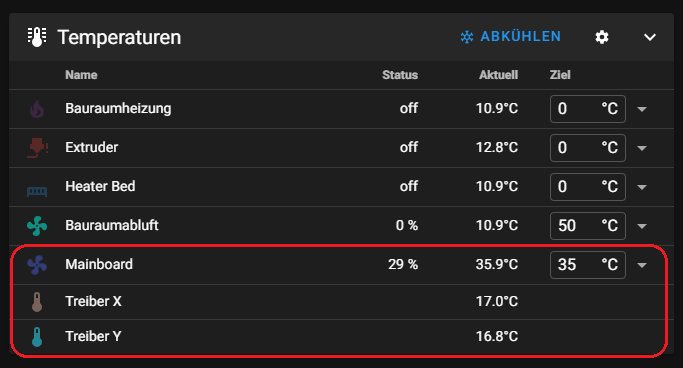 Temperaturen ABKÜHLEN
Name Status Aktuell Ziel
Bauraumheizung off 10.9°C 0 °C
Extruder off 12.8°C 0 °C
Heater Bed off 10.9°C 0 °C
Bauraumabluft 0 % 10.9°C 50 °C
Mainboard 29 % 35.9°C 35 °C
Treiber X 17.0°C
Treiber Y 16.8°C